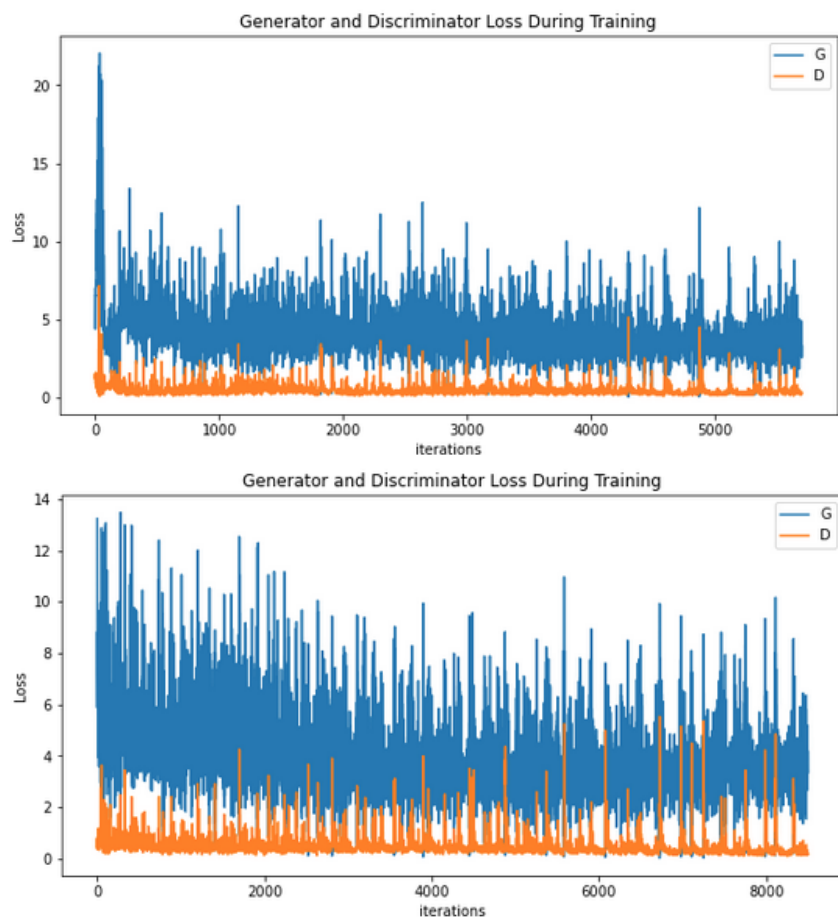 Generator and Discriminator Loss During Training
G
D
20
15
10
5
0
Loss
0 1000 2000 3000 4000 5000
iterations
Generator and Discriminator Loss During Training
G
D
14
12
10
8
6
4
2
0
Loss
0 2000 4000 6000 8000
iterations